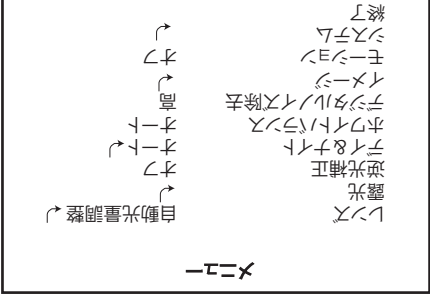 メニュー
レンズ 自動光量調整⤶
露光 ⤶
逆光補正 オフ
デイ&ナイト オート⤶
ホワイトバランス オート
デジタルノイズ除去 高
イメージ ⤶
モーション オフ
システム ⤶
終了